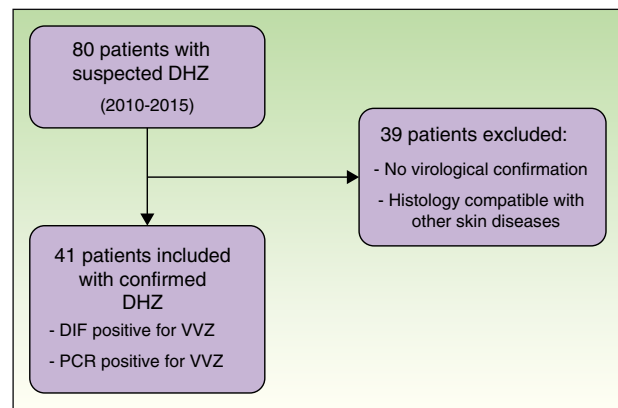 80 patients with
suspected DHZ
(2010-2015)
39 patients excluded:
- No virological confirmation
- Histology compatible with
other skin diseases
41 patients included
with confirmed
DHZ
- DIF positive for VVZ
- PCR positive for VVZ